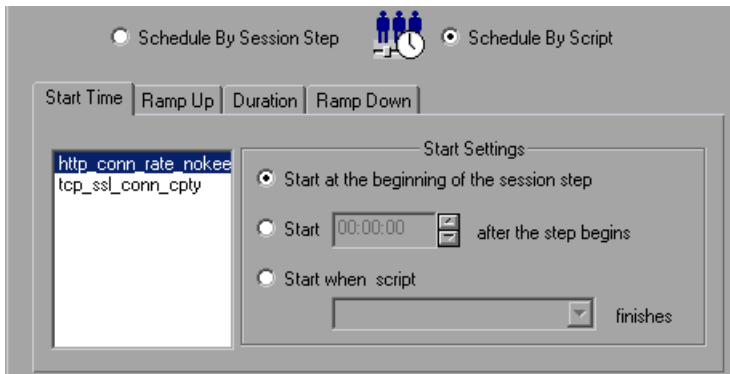 Schedule By Session Step
Schedule By Script
Start Time
Ramp Up
Duration
Ramp Down
http_conn_rate_nokee
tcp_ssl_conn_cpty
Start Settings
Start at the beginning of the session step
Start 00:00:00 after the step begins
Start when script
finishes